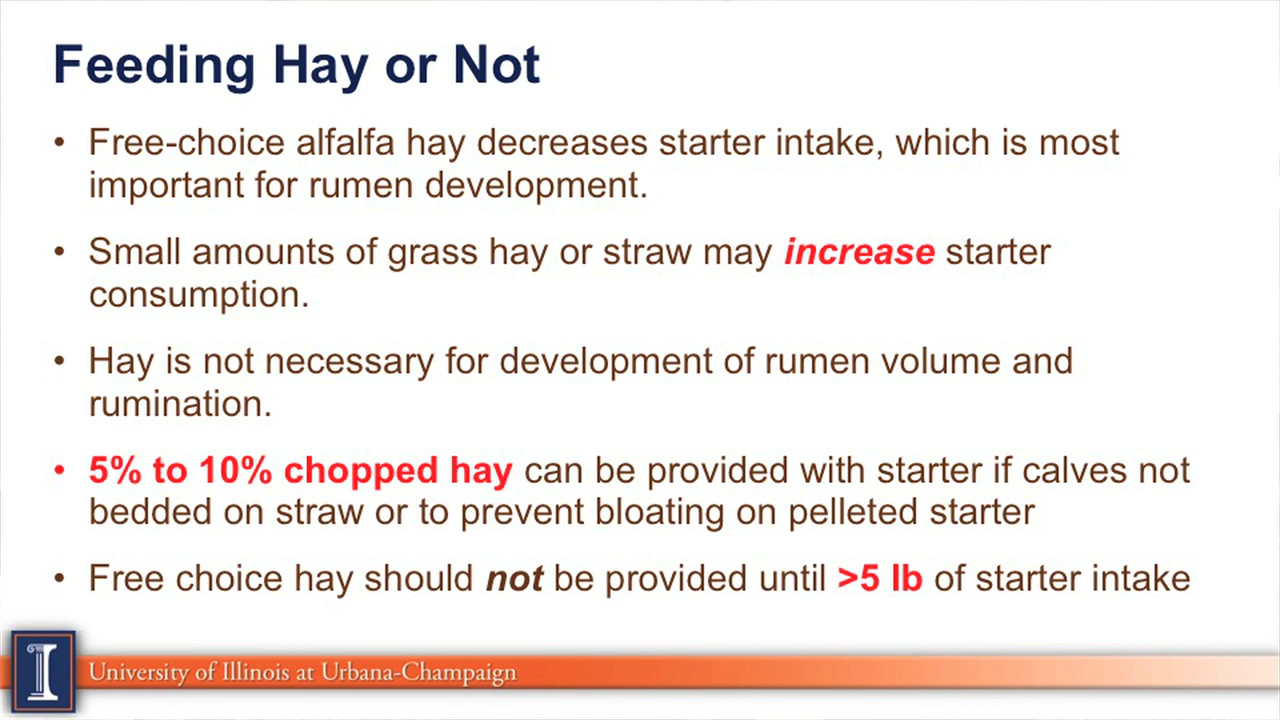 Feeding Hay or Not
• Free-choice alfalfa hay decreases starter intake, which is most
important for rumen development.
• Small amounts of grass hay or straw may increase starter
consumption.
• Hay is not necessary for development of rumen volume and
rumination.
• 5% to 10% chopped hay can be provided with starter if calves not
bedded on straw or to prevent bloating on pelleted starter
• Free choice hay should not be provided until >5 lb of starter intake
I
University of Illinois at Urbana-Champaign